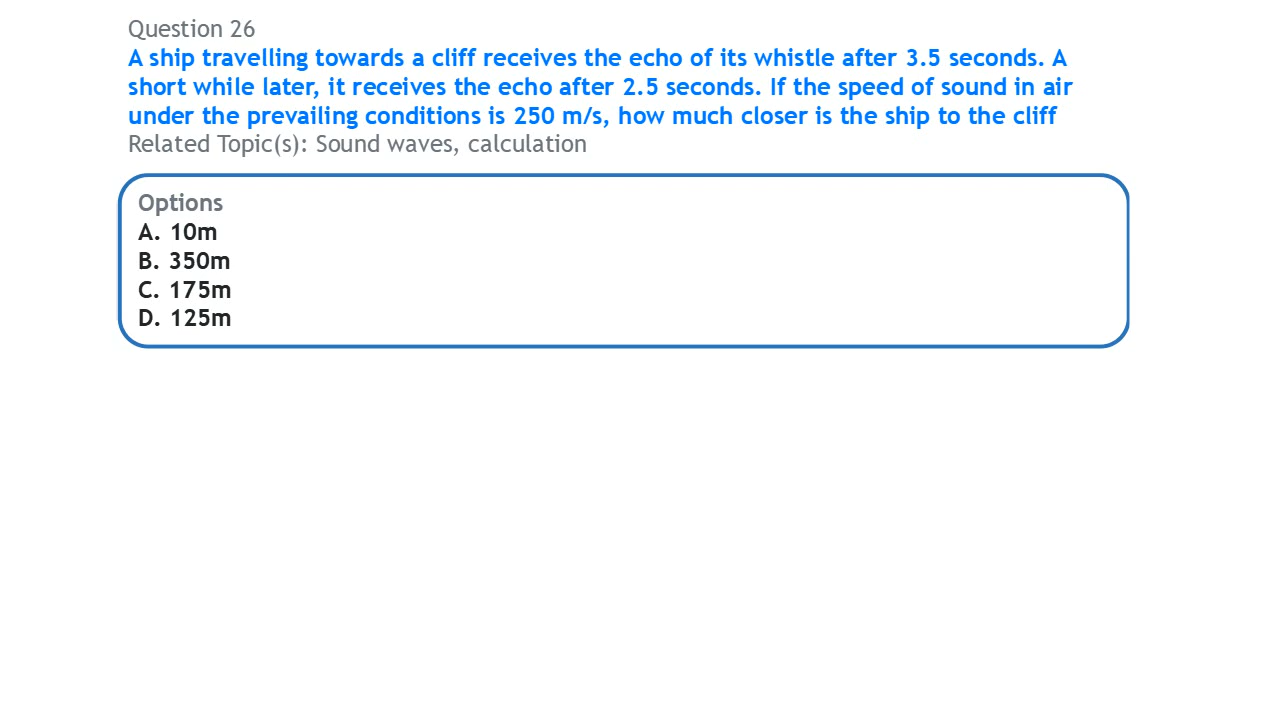 Question 26
A ship travelling towards a cliff receives the echo of its whistle after 3.5 seconds. A
short while later, it receives the echo after 2.5 seconds. If the speed of sound in air
under the prevailing conditions is 250 m/s, how much closer is the ship to the cliff
Related Topic(s): Sound waves, calculation
Options
A. 10m
B. 350m
C. 175m
D. 125m